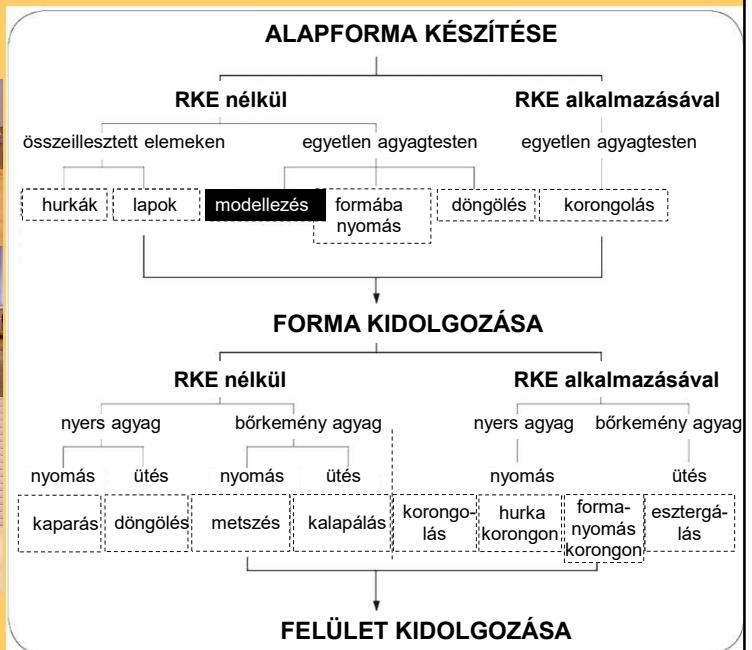 ALAPFORMA KÉSZÍTÉSE
RKE nélkül
RKE alkalmazásával
összeillesztett elemeken
egyetlen agyagtesten
egyetlen agyagtesten
hurkák
lapok
modellezés
formába
nyomás
döngölés
korongolás
FORMA KIDOLGOZÁSA
RKE nélkül
RKE alkalmazásával
nyers agyag
bőrkemény agyag
nyers agyag
bőrkemény agyag
nyomás
ütés
nyomás
ütés
nyomás
ütés
kaparás
döngölés
metszés
kalapálás
korongo-
lás
hurka
korongon
forma-
nyomás
korongon
esztergá-
lás
FELÜLET KIDOLGOZÁSA